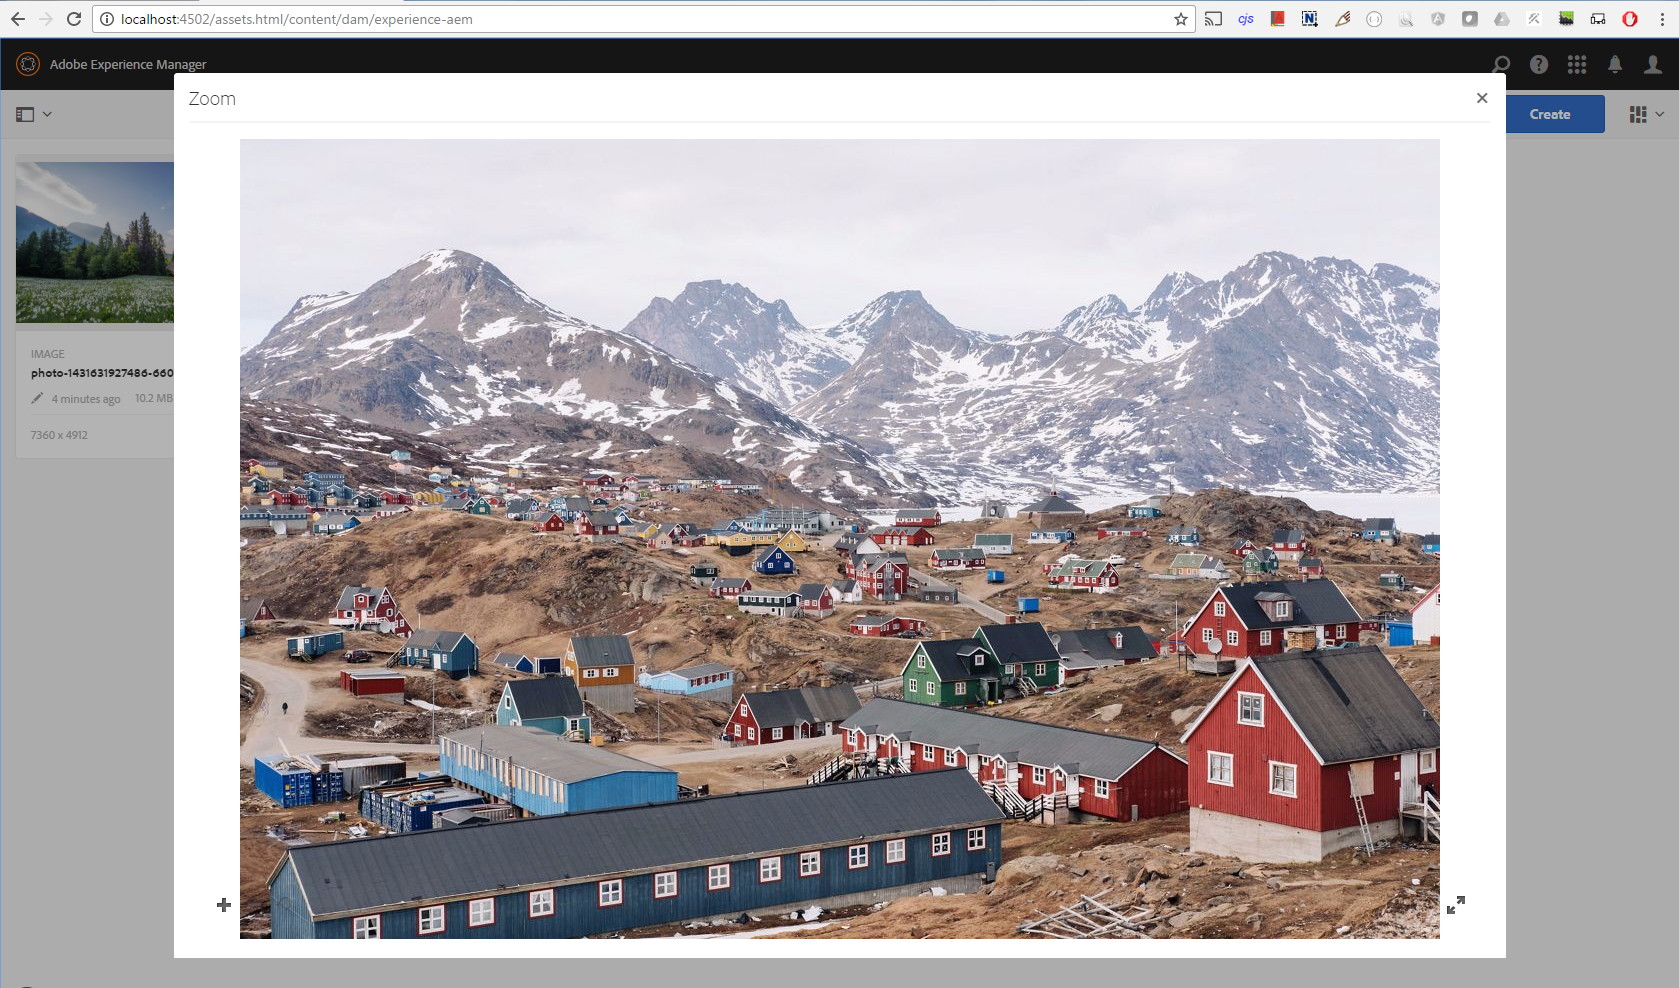 localhost:4502/assets.html/content/dam/experience-aem
cjs
Adobe Experience Manager
Zoom
Create
IMAGE
photo-1431631927486-660
4 minutes ago 10.2 MB
7360 x 4912